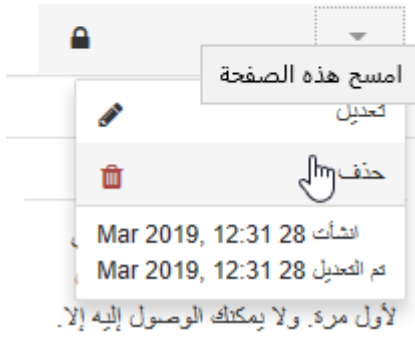 امسح هذه الصفحة
تعديل
حذف
انشأت 28 Mar 2019, 12:31
تم التعديل 28 Mar 2019, 12:31
لأول مرة. ولا يمكنك الوصول إليه إلا.